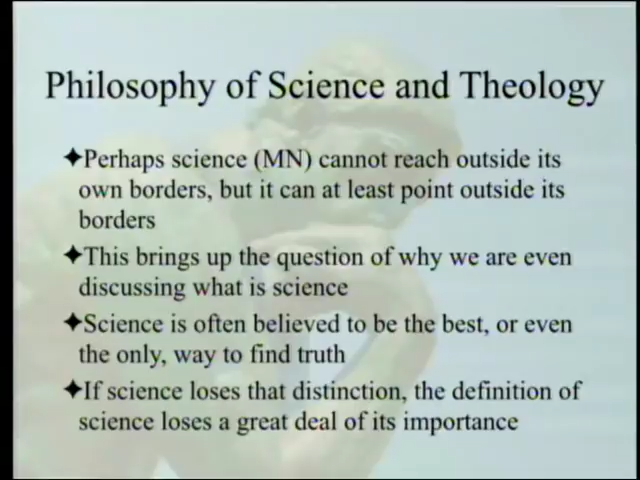 Philosophy of Science and Theology
✦Perhaps science (MN) cannot reach outside its
own borders, but it can at least point outside its
borders
✦This brings up the question of why we are even
discussing what is science
✦Science is often believed to be the best, or even
the only, way to find truth
✦If science loses that distinction, the definition of
science loses a great deal of its importance